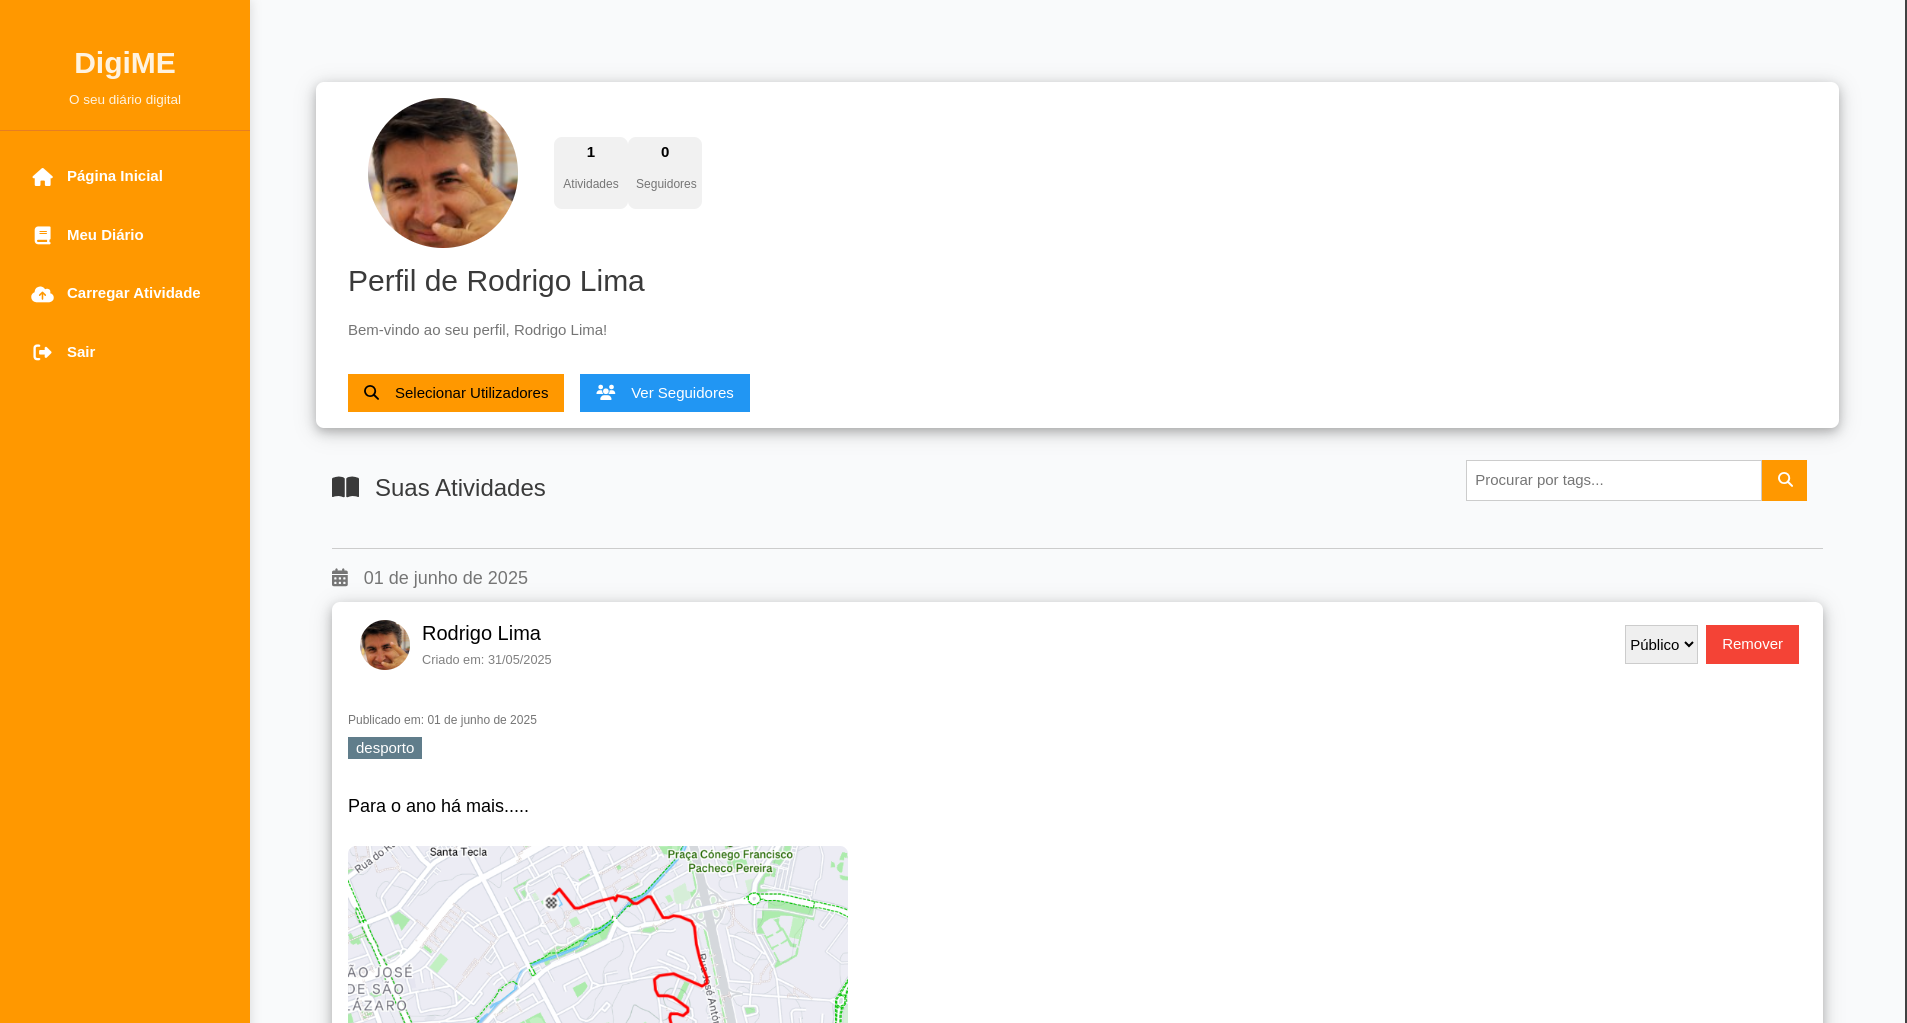 DigiME
O seu diário digital
Página Inicial
Meu Diário
Carregar Atividade
Sair
1
Atividades
0
Seguidores
Perfil de Rodrigo Lima
Bem-vindo ao seu perfil, Rodrigo Lima!
Selecionar Utilizadores
Ver Seguidores
Suas Atividades
Procurar por tags...
01 de junho de 2025
Rodrigo Lima
Criado em: 31/05/2025
Público
Remover
Publicado em: 01 de junho de 2025
desporto
Para o ano há mais.....
Rua do
Santa Tecla
Praça Cónego Francisco
Pacheco Pereira
ÃO JOSÉ
DE SÃO
LÁZARO
Rua José Antón